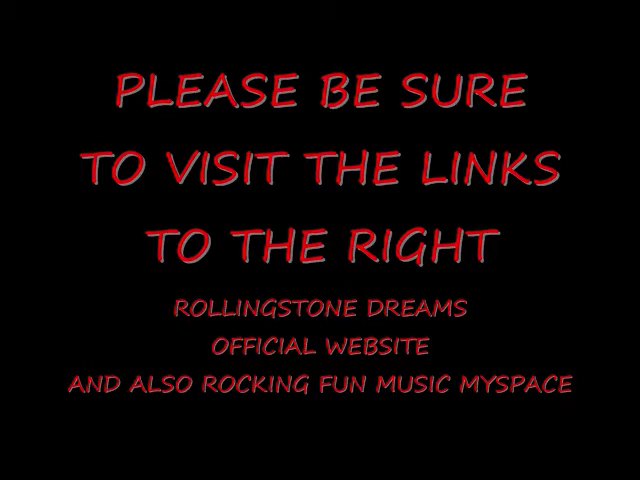 PLEASE BE SURE
TO VISIT THE LINKS
TO THE RIGHT
ROLLINGSTONE DREAMS
OFFICIAL WEBSITE
AND ALSO ROCKING FUN MUSIC MYSPACE